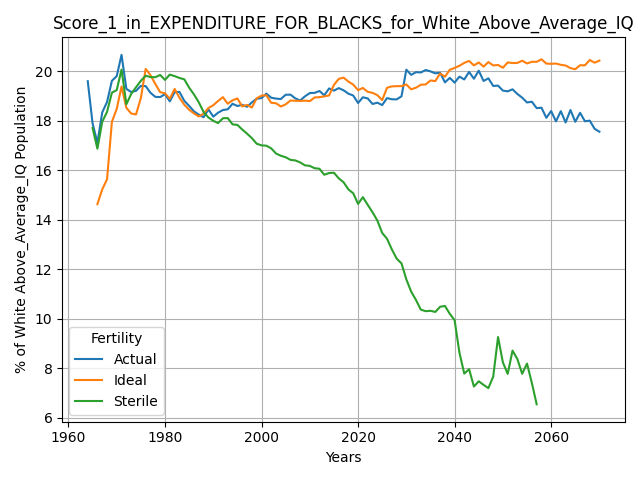 Score_1_in_EXPENDITURE_FOR_BLACKS_for_White_Above_Average_IQ
% of White Above_Average_IQ Population
20
18
16
14
12
10
8
6
Fertility
Actual
Ideal
Sterile
1960
1980
2000
2020
2040
2060
Years